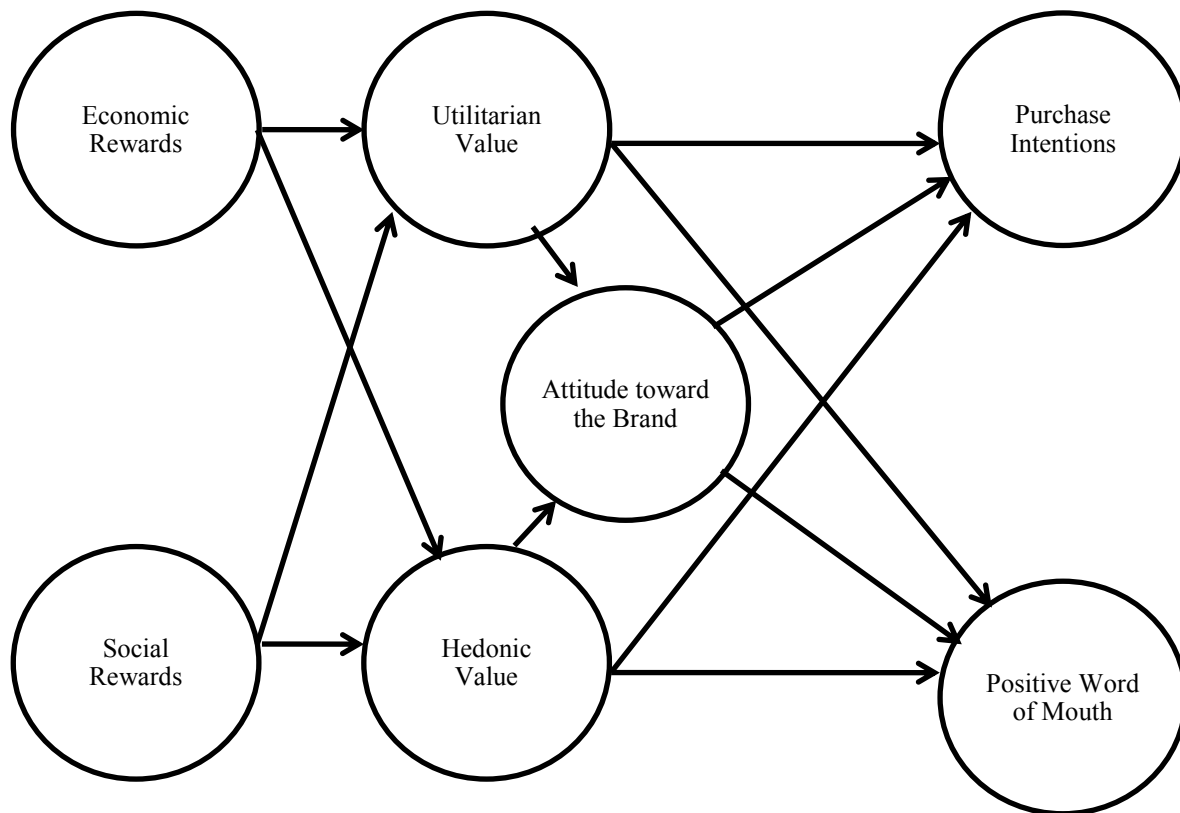 Economic
Rewards
Utilitarian
Value
Purchase
Intentions
Attitude toward
the Brand
Social
Rewards
Hedonic
Value
Positive Word
of Mouth